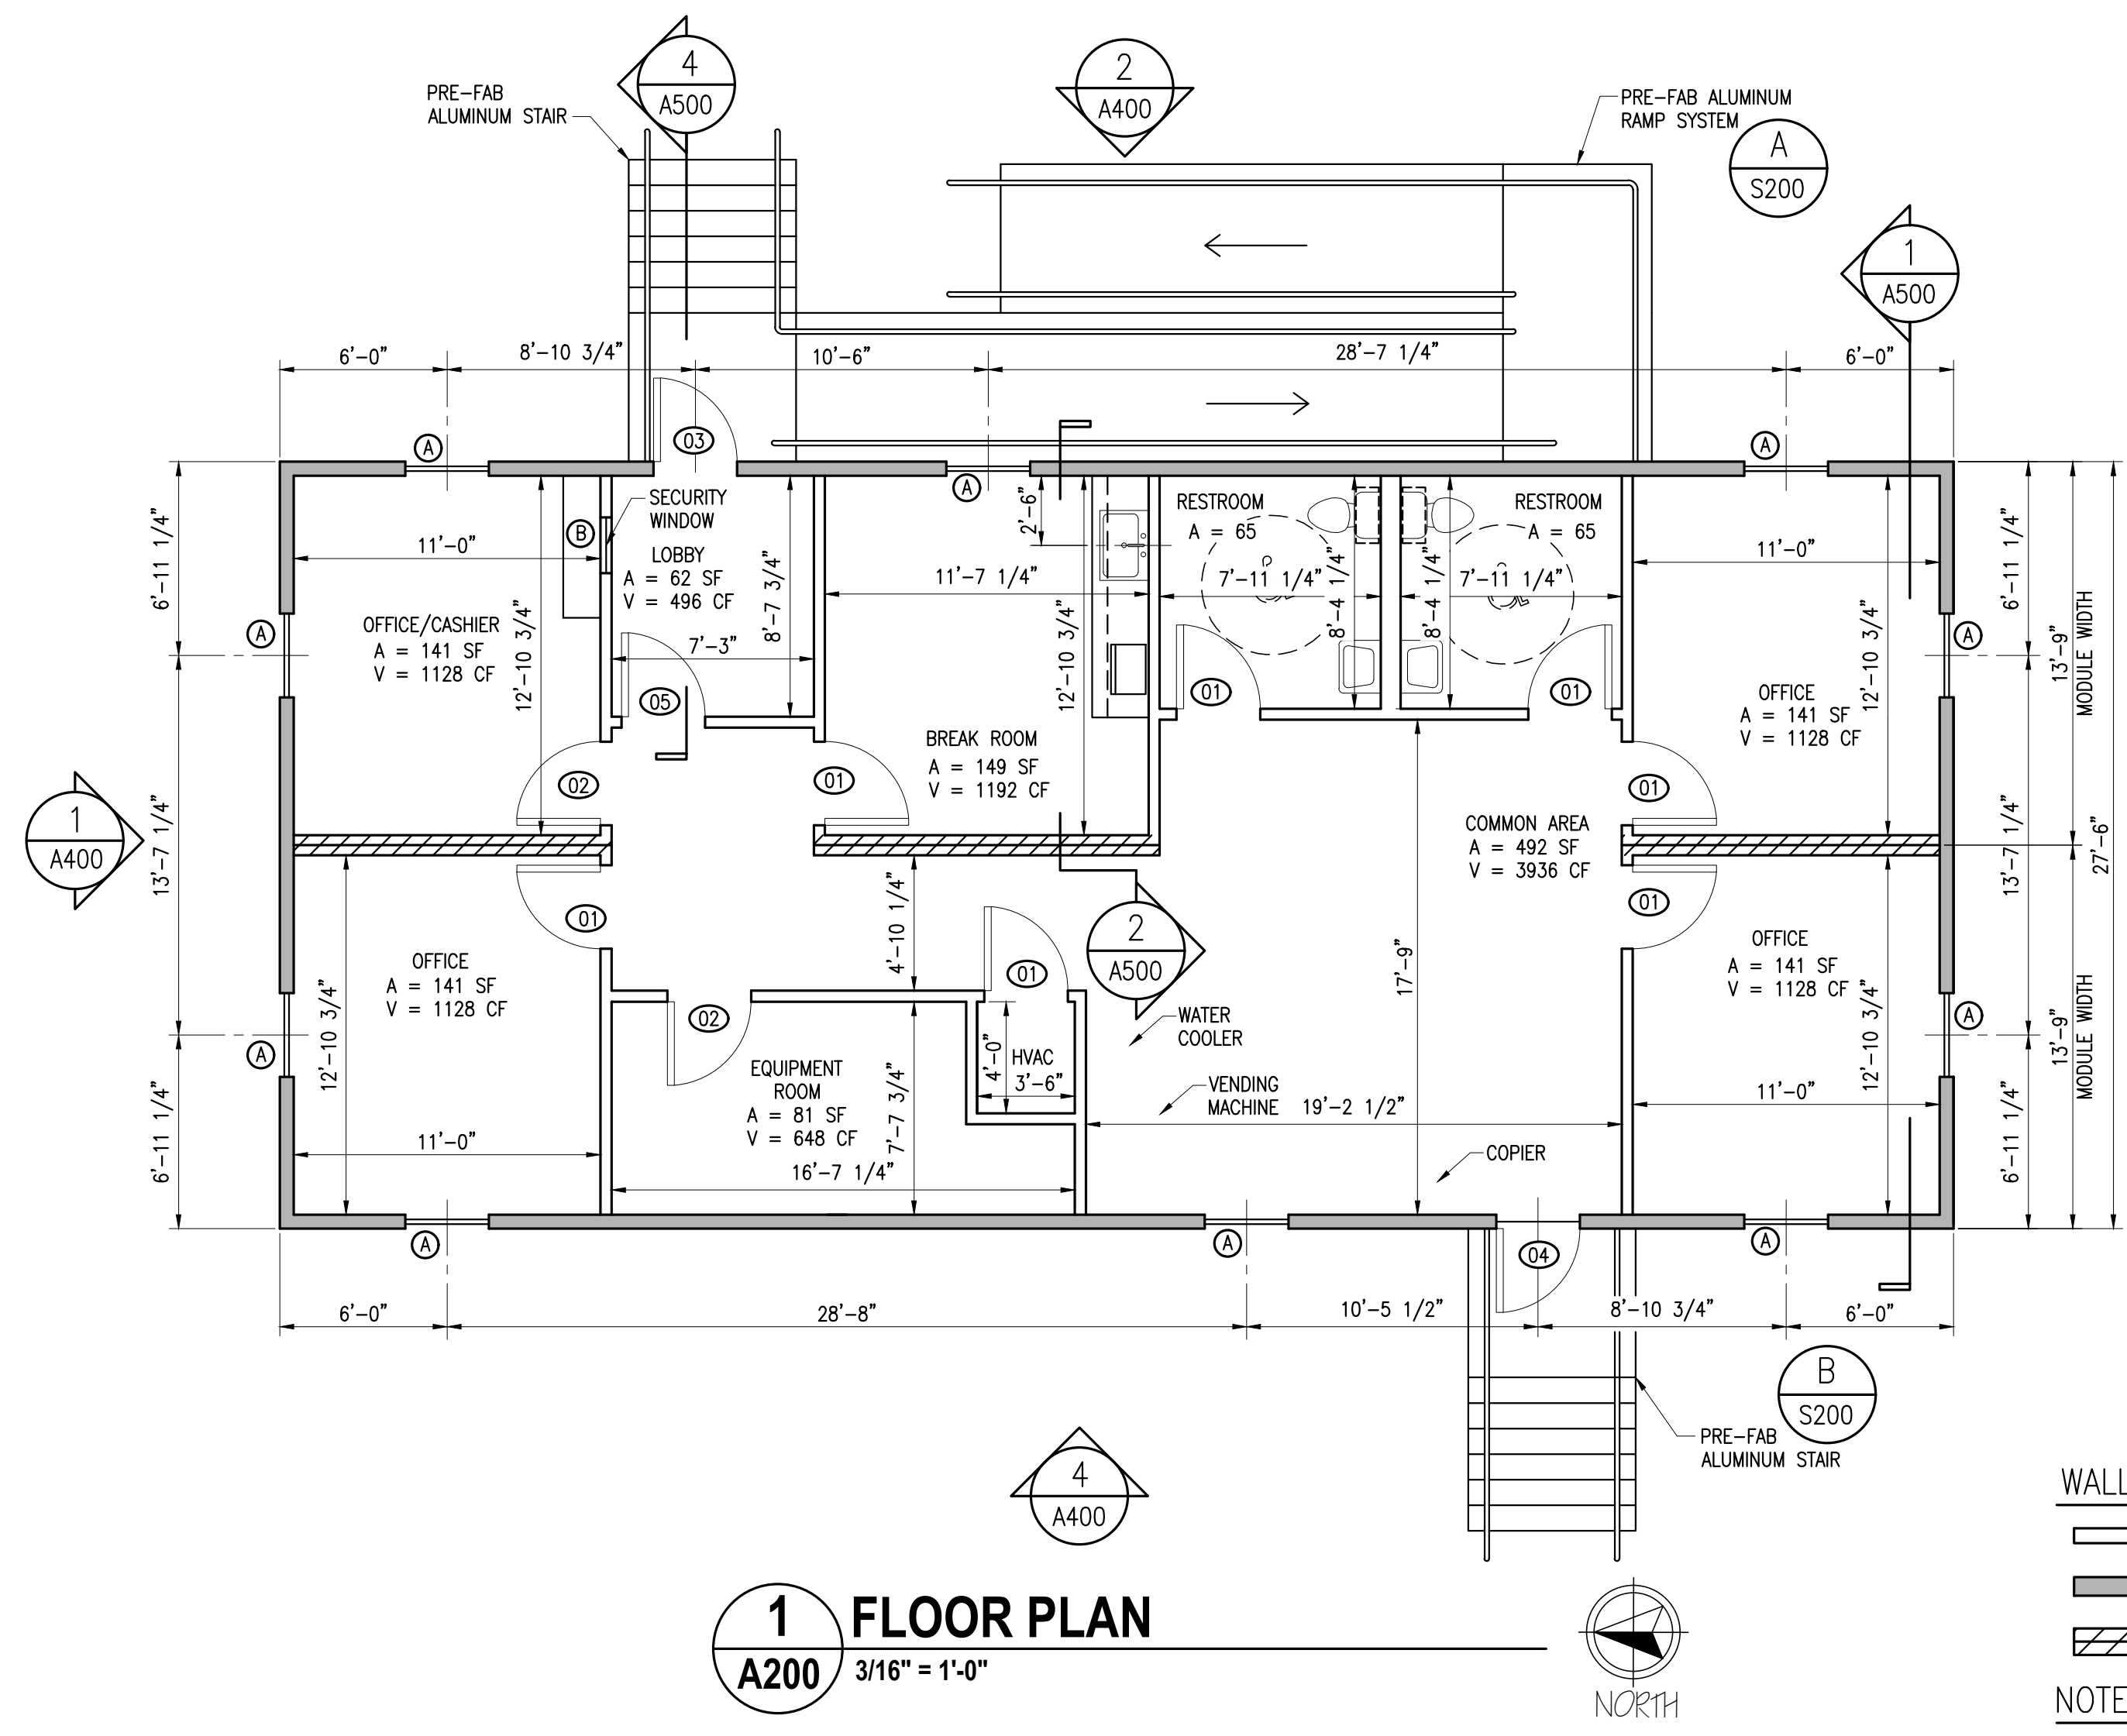 4
A500
2
A400
PRE-FAB
ALUMINUM STAIR
PRE-FAB ALUMINUM
RAMP SYSTEM
A
S200
1
A500
6'-0"
8'-10 3/4"
10'-6"
28'-7 1/4"
6'-0"
A
03
A
A
6'-11 1/4"
13'-7 1/4"
6'-11 1/4"
A
A
1
A400
11'-0"
B
SECURITY
WINDOW
LOBBY
A = 62 SF
V = 496 CF
8'-7 3/4"
7'-3"
05
OFFICE/CASHIER
A = 141 SF
V = 1128 CF
12'-10 3/4"
02
2'-6"
11'-7 1/4"
12'-10 3/4"
BREAK ROOM
A = 149 SF
V = 1192 CF
01
RESTROOM
A = 65
7'-11 1/4"
8'-4 1/4"
01
RESTROOM
A = 65
8'-4 1/4"
7'-11 1/4"
01
11'-0"
12'-10 3/4"
OFFICE
A = 141 SF
V = 1128 CF
01
A
6'-11 1/4"
13'-7 1/4"
6'-11 1/4"
13'-9"
MODULE WIDTH
13'-9"
MODULE WIDTH
27'-6"
COMMON AREA
A = 492 SF
V = 3936 CF
17'-9"
01
OFFICE
A = 141 SF
V = 1128 CF
12'-10 3/4"
11'-0"
A
01
OFFICE
A = 141 SF
V = 1128 CF
12'-10 3/4"
11'-0"
4'-10 1/4"
01
2
A500
02
EQUIPMENT
ROOM
A = 81 SF
V = 648 CF
7'-7 3/4"
16'-7 1/4"
4'-0"
HVAC
3'-6"
WATER
COOLER
VENDING
MACHINE
19'-2 1/2"
COPIER
A
A
04
A
6'-0"
28'-8"
10'-5 1/2"
8'-10 3/4"
6'-0"
B
S200
PRE-FAB
ALUMINUM STAIR
4
A400
WALL
1
A200
FLOOR PLAN
3/16" = 1'-0"
NORTH
NOTE